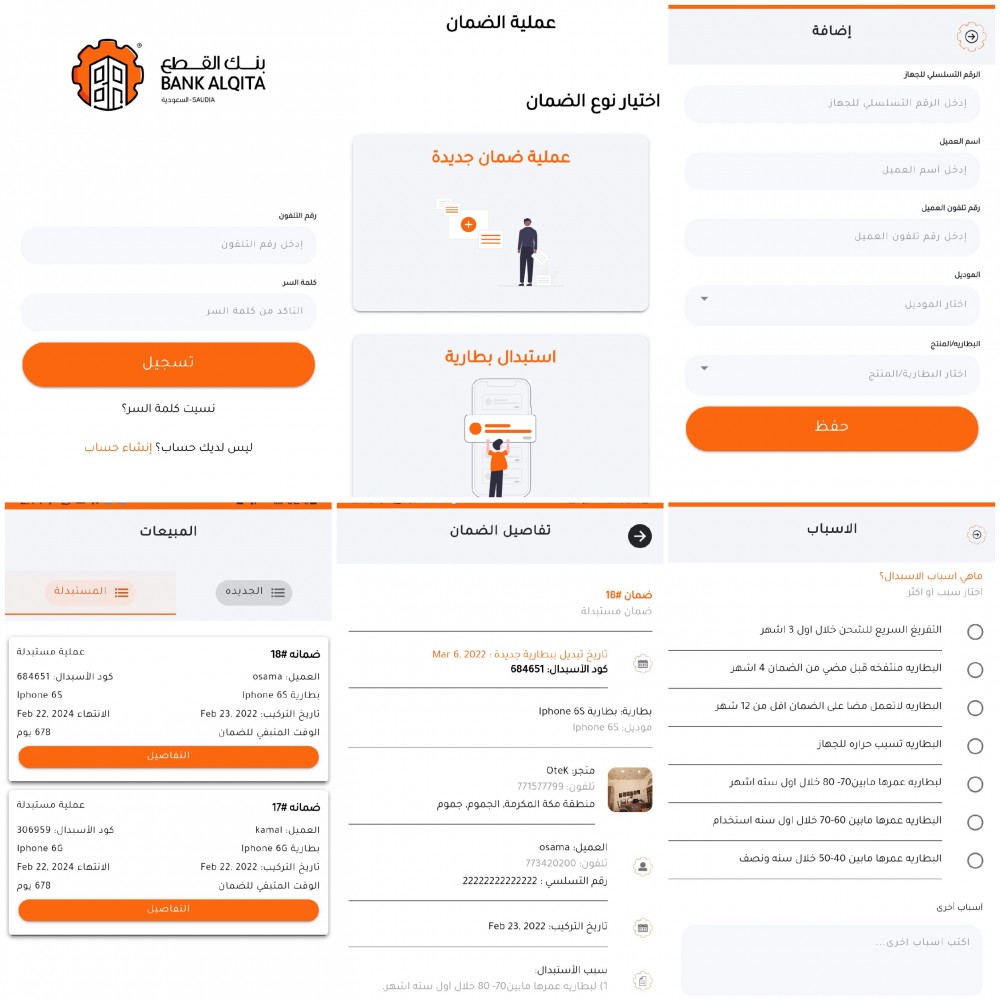 بنك القطع
BANK ALQITA
السعودية-SAUDIA
رقم التلفون
إدخل رقم التلفون
كلمة السر
التاكد من كلمة السر
تسجيل
نسيت كلمة السر؟
ليس لديك حساب؟ إنشاء حساب
عملية الضمان
اختيار نوع الضمان
عملية ضمان جديدة
استبدال بطارية
إضافة
الرقم التسلسلي للجهاز
إدخل الرقم التسلسلي للجهاز
اسم العميل
إدخل اسم العميل
رقم تلفون العميل
إدخل رقم تلفون العميل
الموديل
اختار الموديل
البطاريه/المنتج
اختار البطارية/المنتج
حفظ
المبيعات
الحديده
المستبدلة
ضمانه #18
عملية مستبدلة
العميل: osama
كود الأسبدال: 684651
بطارية Iphone 6S
Iphone 6S
تاريخ التركيب: Feb 23, 2022
الانتهاء Feb 22, 2024
الوقت المتبقي للضمان
678 يوم
التفاصيل
ضمانه #17
عملية مستبدلة
العميل: kamal
كود الأسبدال: 306959
بطارية Iphone 6G
Iphone 6G
تاريخ التركيب: Feb 22, 2022
الانتهاء Feb 22, 2024
الوقت المتبقي للضمان
678 يوم
التفاصيل
تفاصيل الضمان
ضمان #18
ضمان مستبدلة
تاريخ تبديل ببطارية جديدة : Mar 6, 2022
كود الأسبدال: 684651
بطارية: بطارية Iphone 6S
موديل: Iphone 6S
متجر: OteK
تلفون: 771577799
منطقة مكة المكرمة, الجموم, جموم
العميل: osama
تلفون: 773420200
رقم التسلسي : 22222222222222
تاريخ التركيب: Feb 23, 2022
سبب الأستبدال:
1) لبطاريه عمرها مابين70- 80 خلال اول سته اشهر.
الاسباب
ماهي اسباب الاسبدال؟
اختار سبب او اكثر
التفريغ السريع للشحن خلال اول 3 اشهر
البطاريه منتفخه قبل مضي من الضمان 4 اشهر
البطاريه لاتعمل مضا على الضمان اقل من 12 شهر
البطاريه تسبب حراره للجهاز
لبطاريه عمرها مابين70- 80 خلال اول سته اشهر
البطاريه عمرها مابين 60-70 خلال اول سنه استخدام
البطاريه عمرها مابين 40-50 خلال سنه ونصف
اسباب أخرى
اكتب اسباب اخرى...